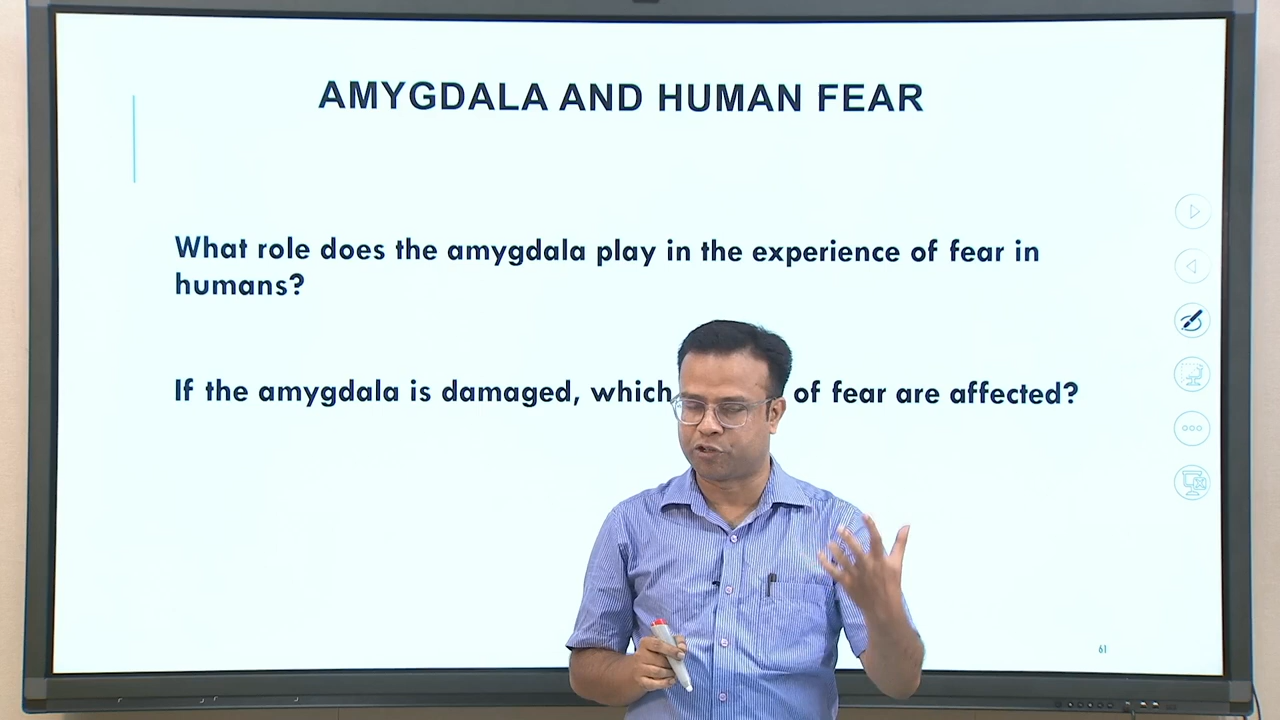 AMYGDALA AND HUMAN FEAR
What role does the amygdala play in the experience of fear in
humans?
If the amygdala is damaged, which of fear are affected?
61